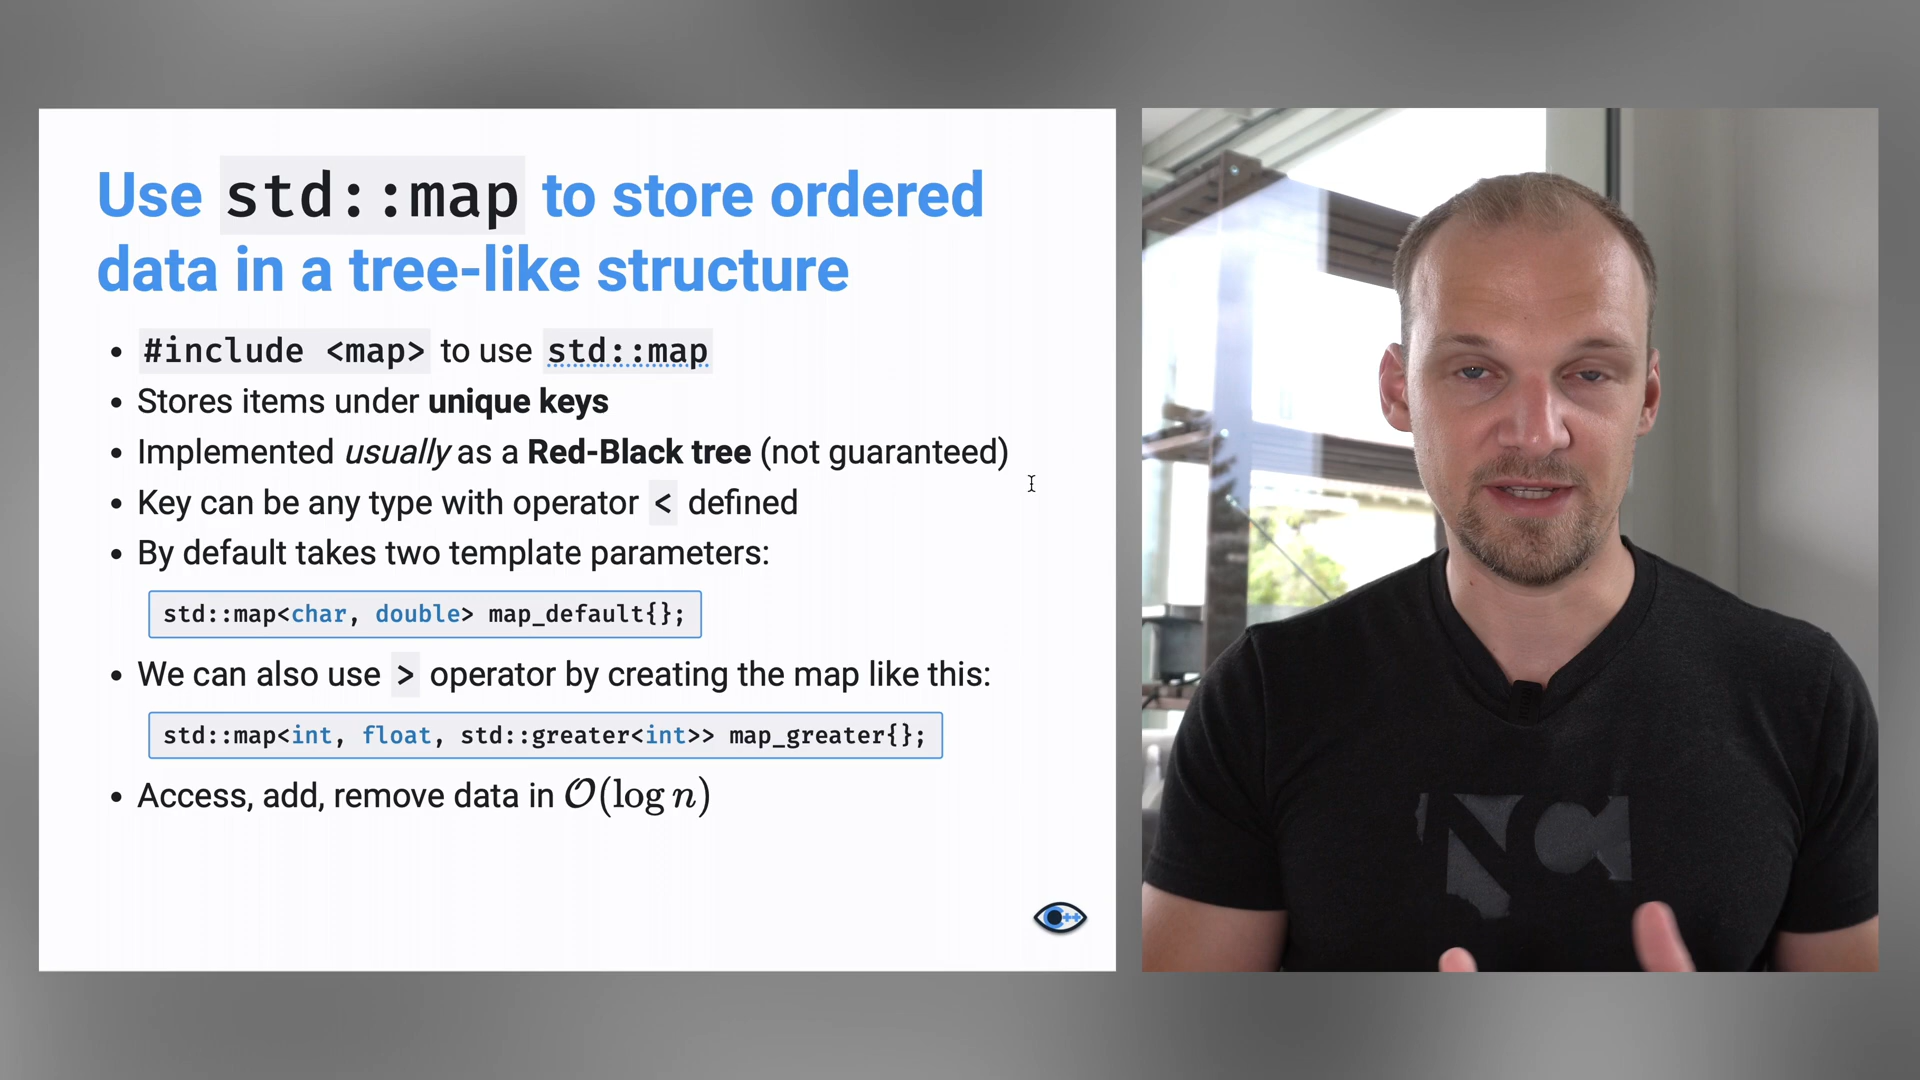 Use std::map to store ordered
data in a tree-like structure
• #include <map> to use std::map
• Stores items under unique keys
• Implemented usually as a Red-Black tree (not guaranteed)
• Key can be any type with operator < defined
• By default takes two template parameters:
std::map<char, double> map_default{};
• We can also use > operator by creating the map like this:
std::map<int, float, std::greater<int>> map_greater{};
• Access, add, remove data in 𝒪(log n)
C++